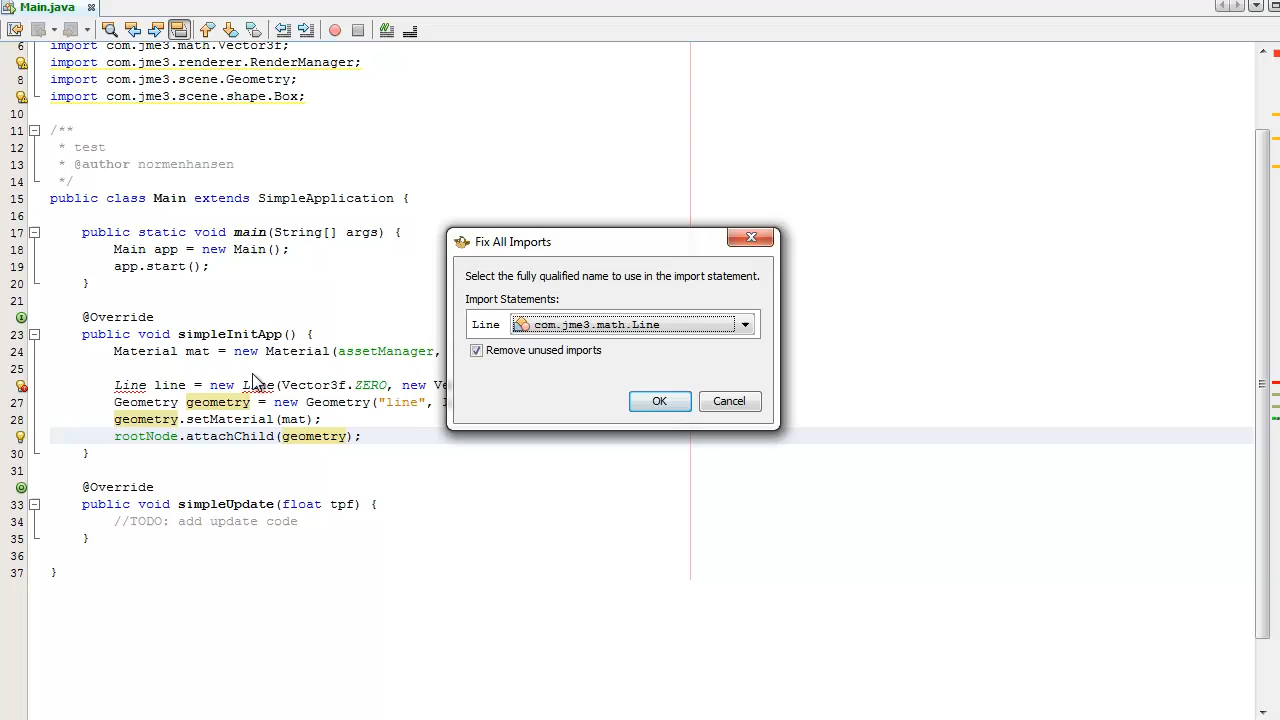 Main.java
6 import com.jme3.math.Vector3f;
import com.jme3.renderer.RenderManager;
8 import com.jme3.scene.Geometry;
import com.jme3.scene.shape.Box;
10
11 /**
12 * test
13 * @author normenhansen
14 */
15 public class Main extends SimpleApplication {
16
17 public static void main(String[] args) {
18 Main app = new Main();
19 app.start();
20 }
21
@Override
23 public void simpleInitApp() {
24 Material mat = new Material(assetManager,
25
Line line = new Line(Vector3f.ZERO, new Ve
27 Geometry geometry = new Geometry("line", l
28 geometry.setMaterial(mat);
rootNode.attachChild(geometry);
30 }
31
@Override
33 public void simpleUpdate(float tpf) {
34 //TODO: add update code
35 }
36
37 }
Fix All Imports
Select the fully qualified name to use in the import statement.
Import Statements:
Line com.jme3.math.Line
Remove unused imports
OK Cancel